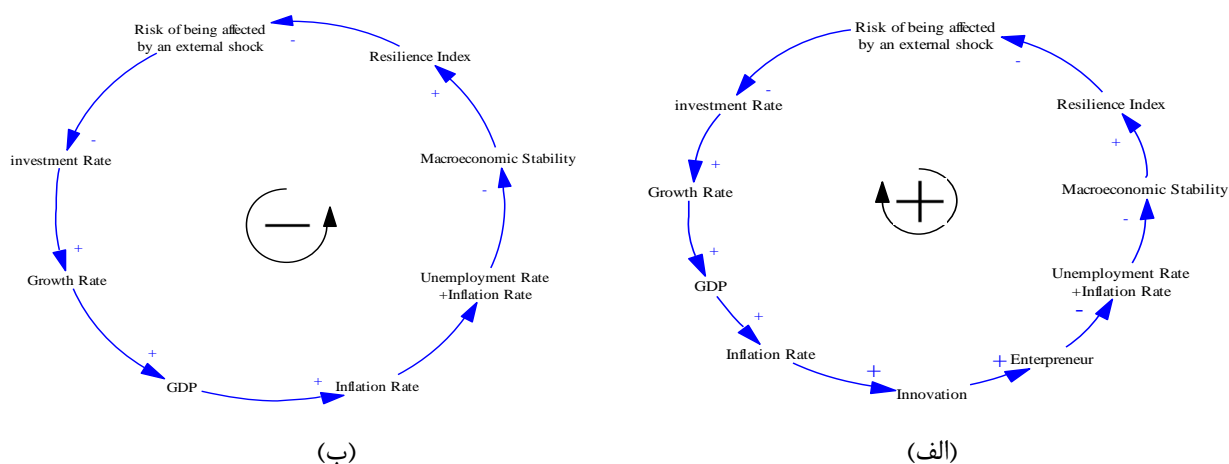 Risk of being affected
by an external shock
-
Resilience Index
+
Macroeconomic Stability
-
Unemployment Rate
+Inflation Rate
Inflation Rate
+
GDP
+
Growth Rate
+
investment Rate
-
(ب)
Risk of being affected
by an external shock
-
Resilience Index
+
Macroeconomic Stability
-
Unemployment Rate
+Inflation Rate
-
Enterpreneur
+
Innovation
+
Inflation Rate
+
GDP
+
Growth Rate
+
investment Rate
-
+
(الف)